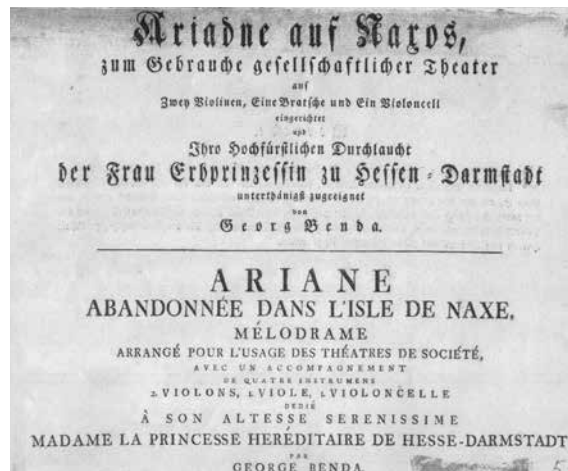 Ariadne auf Naxos,
zum Gebrauche gesellschaftlicher Theater
auf
Zwey Violinen, Eine Bratsche und Ein Violoncell
eingerichtet
und
Ihro Hochfürstlichen Durchlaucht
der Frau Erbprinzessin zu Hessen-Darmstadt
unterthänigst zugeeignet
von
Georg Benda.
ARIANE
ABANDONNÉE DANS L'ISLE DE NAXE,
MÉLODRAME
ARRANGÉ POUR L'USAGE DES THÉATRES DE SOCIÉTÉ,
AVEC UN ACCOMPAGNEMENT
DE QUATRE INSTRUMENS
2. VIOLONS, 1. VIOLE, 1. VIOLONCELLE
DEDIÉ
À SON ALTESSE SERENISSIME
MADAME LA PRINCESSE HEREDITAIRE DE HESSE-DARMSTADT
PAR
GEORGE BENDA.